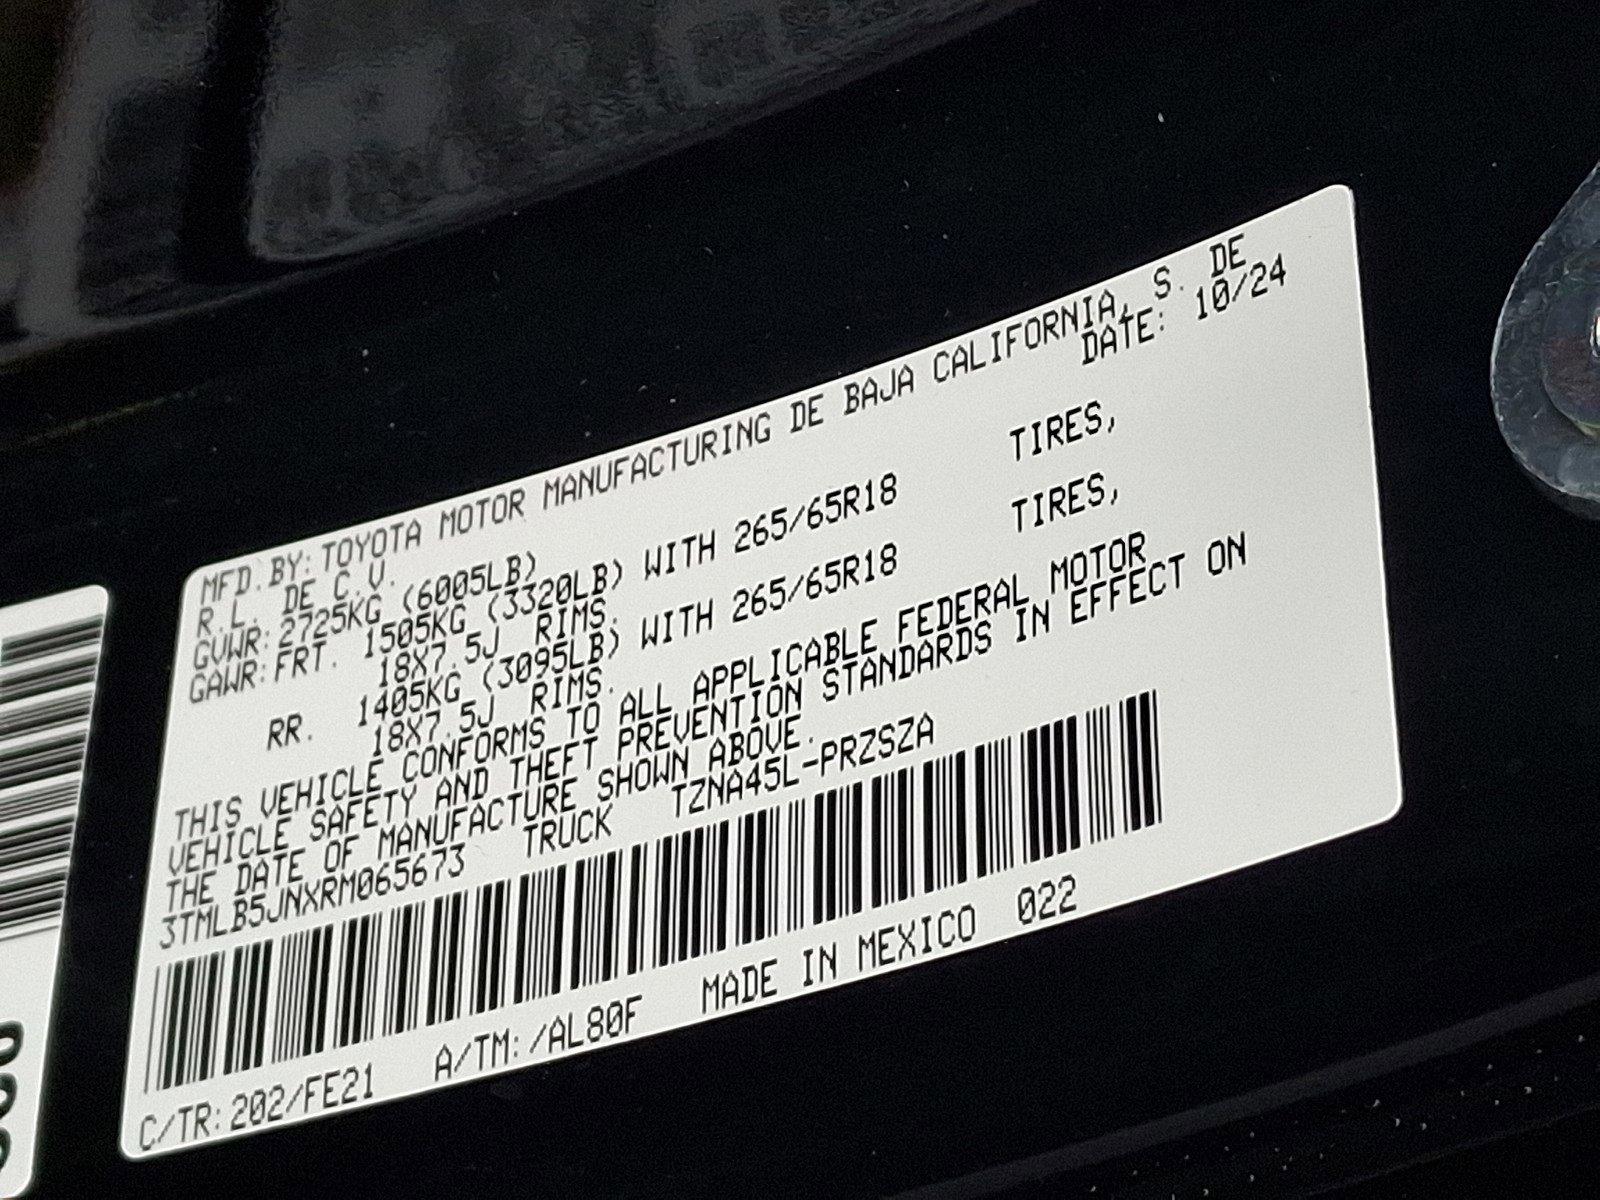 MFD. BY: TOYOTA MOTOR MANUFACTURING DE BAJA CALIFORNIA, S. DE
R.L. DE C.V. DATE: 10/24
GVWR: 2725KG (6005LB)
GAWR: FRT. 1505KG (3320LB) WITH 265/65R18 TIRES,
18X7.5J RIMS.
RR. 1405KG (3095LB) WITH 265/65R18 TIRES,
18X7.5J RIMS.
THIS VEHICLE CONFORMS TO ALL APPLICABLE FEDERAL MOTOR
VEHICLE SAFETY AND THEFT PREVENTION STANDARDS IN EFFECT ON
THE DATE OF MANUFACTURE SHOWN ABOVE.
3TMLB5JNXRM065673 TRUCK TZNA45L-PRZSZA
C/TR: 202/FE21 A/TM: /AL80F MADE IN MEXICO 022